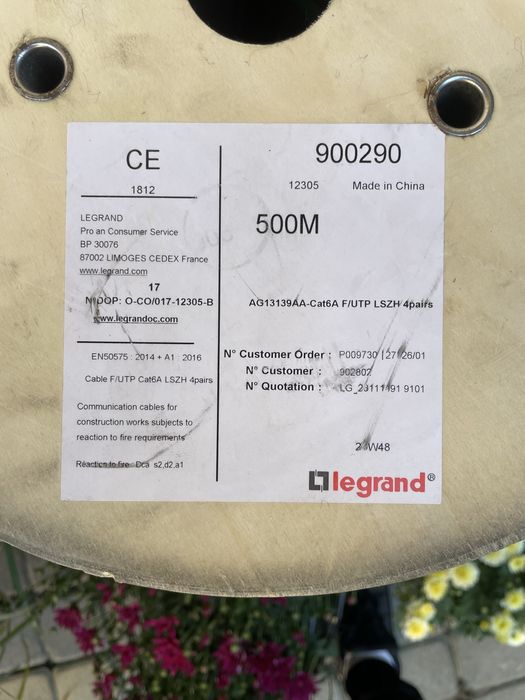 CE
1812
LEGRAND
Pro an Consumer Service
BP 30076
87002 LIMOGES CEDEX France
www.legrand.com
17
N°DOP: O-CO/017-12305-B
www.legrandoc.com
EN50575 : 2014 + A1 : 2016
Cable F/UTP Cat6A LSZH 4pairs
Communication cables for
construction works subjects to
reaction to fire requirements
Réaction to fire : Dca s2,d2,a1
900290
12305 Made in China
500M
AG13139AA-Cat6A F/UTP LSZH 4pairs
N° Customer Order : P009730
N° Customer : 902802
N° Quotation : 9101
legrand®